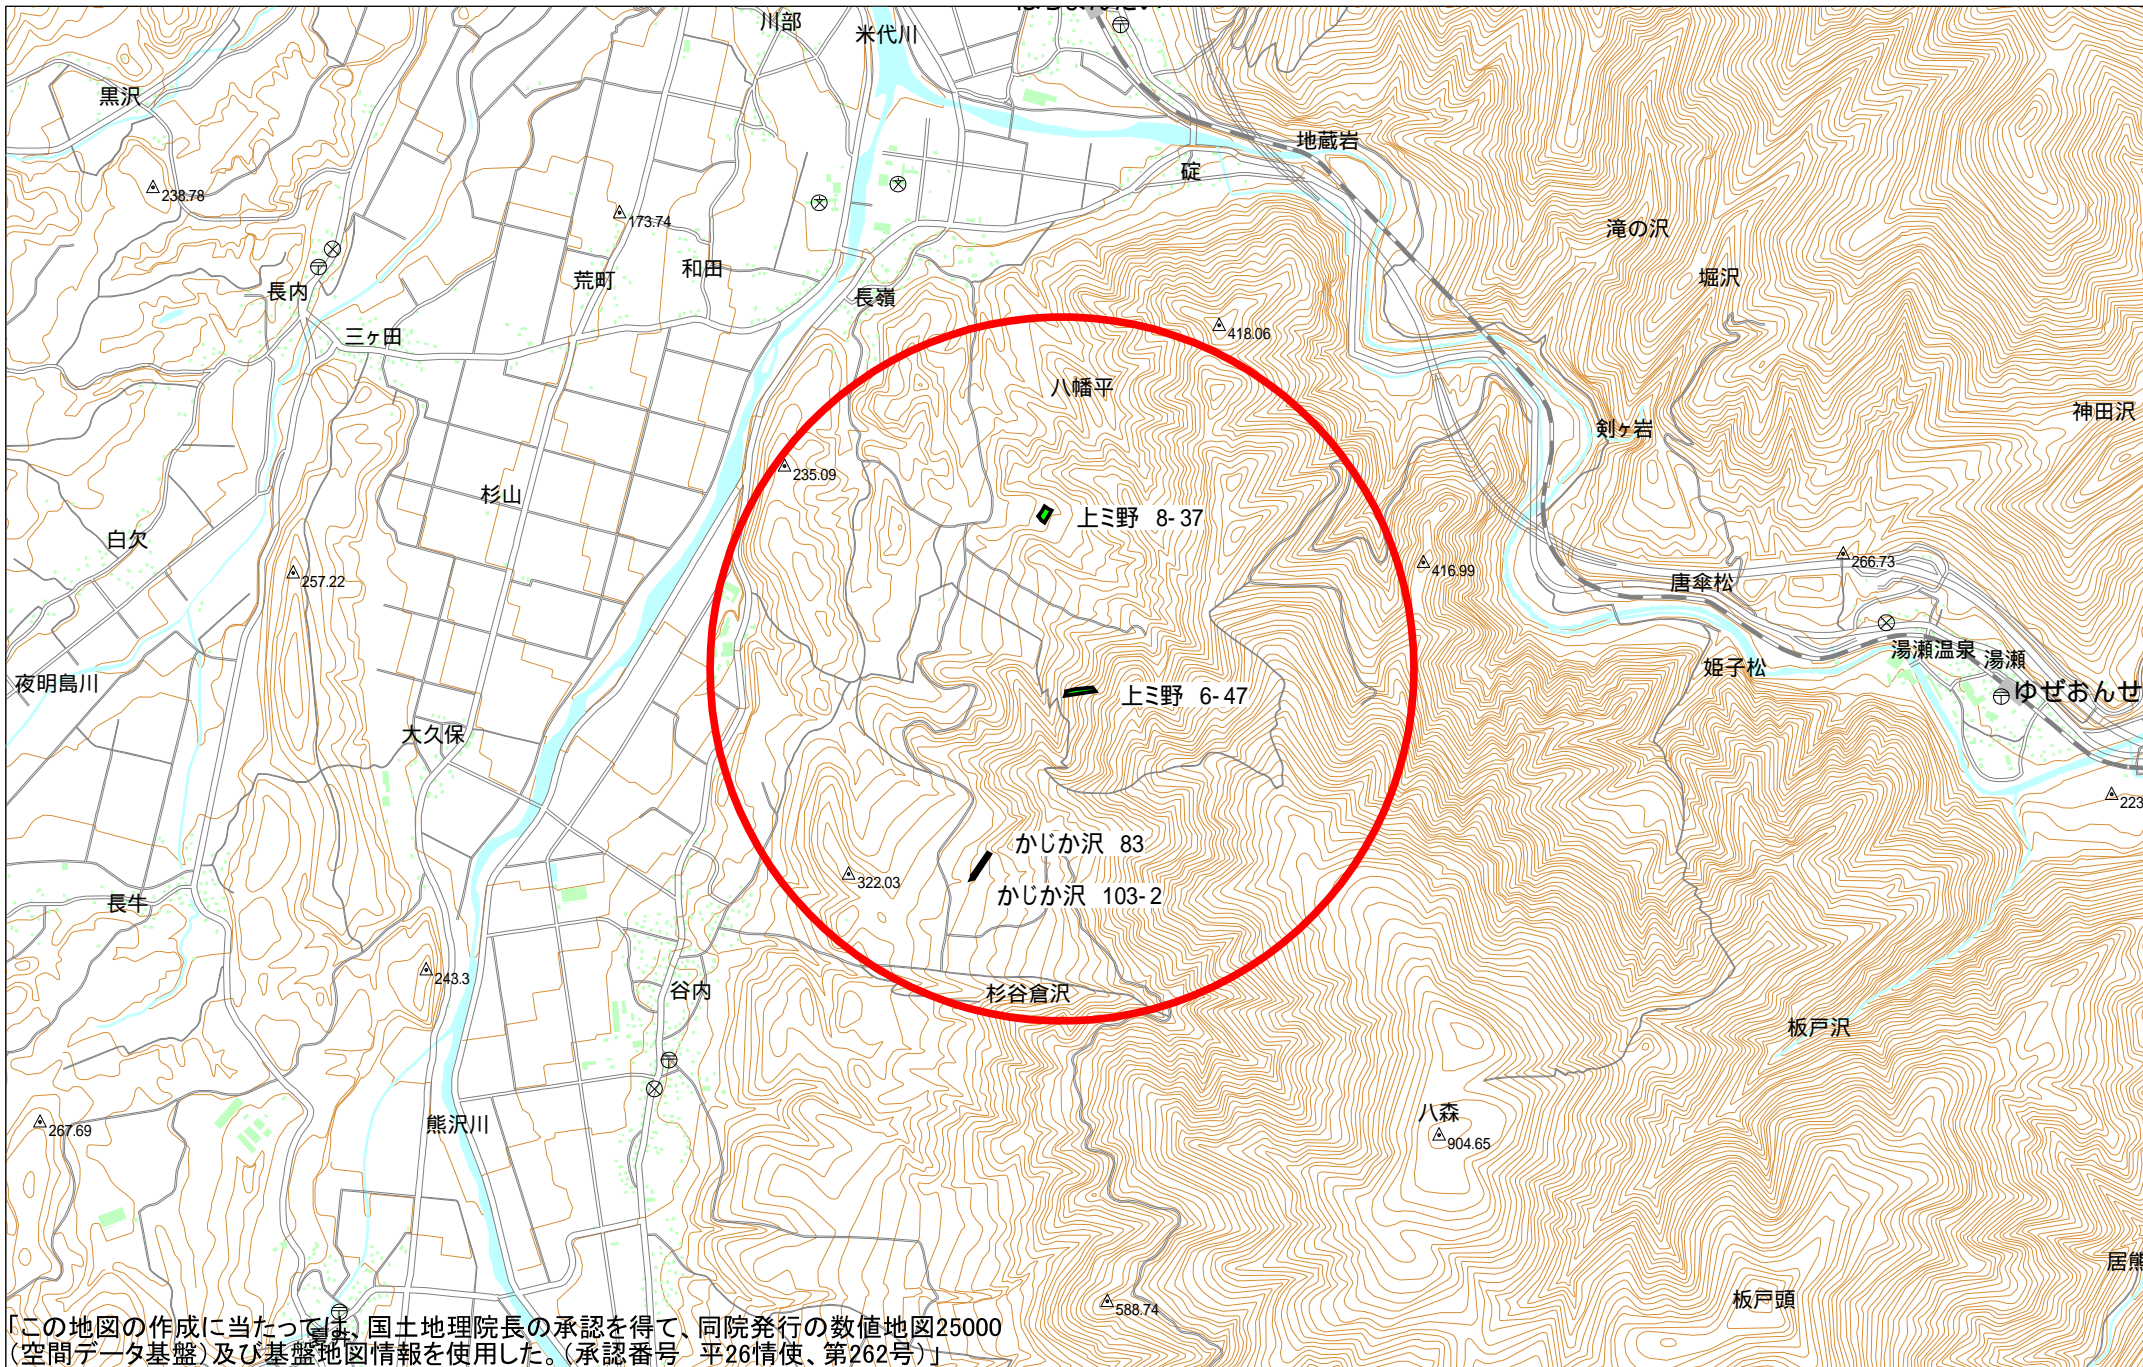 川部
米代川
黒沢
地蔵岩
碇
238.78
173.74
滝の沢
荒町
和田
堀沢
長内
長嶺
三ヶ田
418.06
八幡平
神田沢
剣ヶ岩
235.09
杉山
上ミ野 8-37
白欠
257.22
416.99
266.73
唐傘松
湯瀬温泉
湯瀬
姫子松
夜明島川
上ミ野 6-47
ゆぜおんせ
大久保
223
かじか沢 83
322.03
かじか沢 103-2
長牛
243.3
谷内
杉谷倉沢
板戸沢
熊沢川
八森
267.69
904.65
居熊
板戸頭
588.74
「この地図の作成に当たっては、国土地理院長の承認を得て、同院発行の数値地図25000
(空間データ基盤)及び基盤地図情報を使用した。(承認番号 平26情使、第262号)」